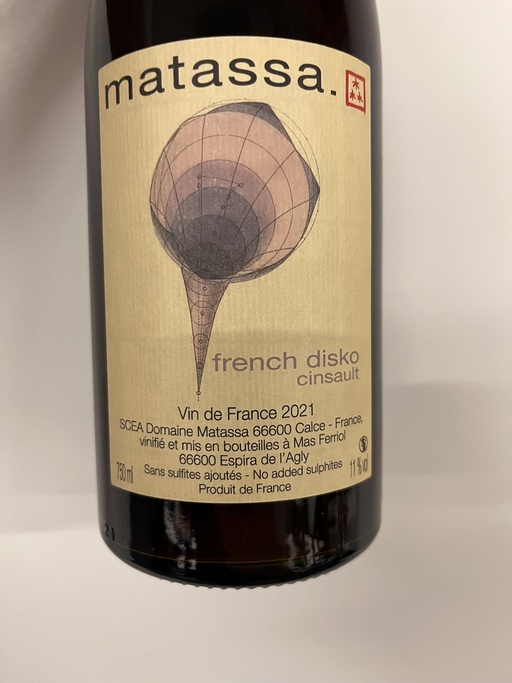 matassa.
french disko
cinsault
Vin de France 2021
SCEA Domaine Matassa 66600 Calce - France,
vinifié et mis en bouteilles à Mas Ferriol
66600 Espira de l'Agly
750 ml
Sans sulfites ajoutés - No added sulphites
11 % vol
Produit de France